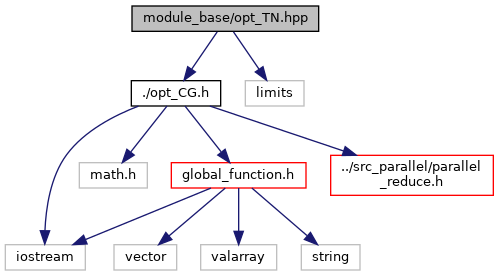 module_base/opt_TN.hpp
./opt_CG.h
limits
math.h
global_function.h
../src_parallel/parallel
_reduce.h
iostream
vector
valarray
string